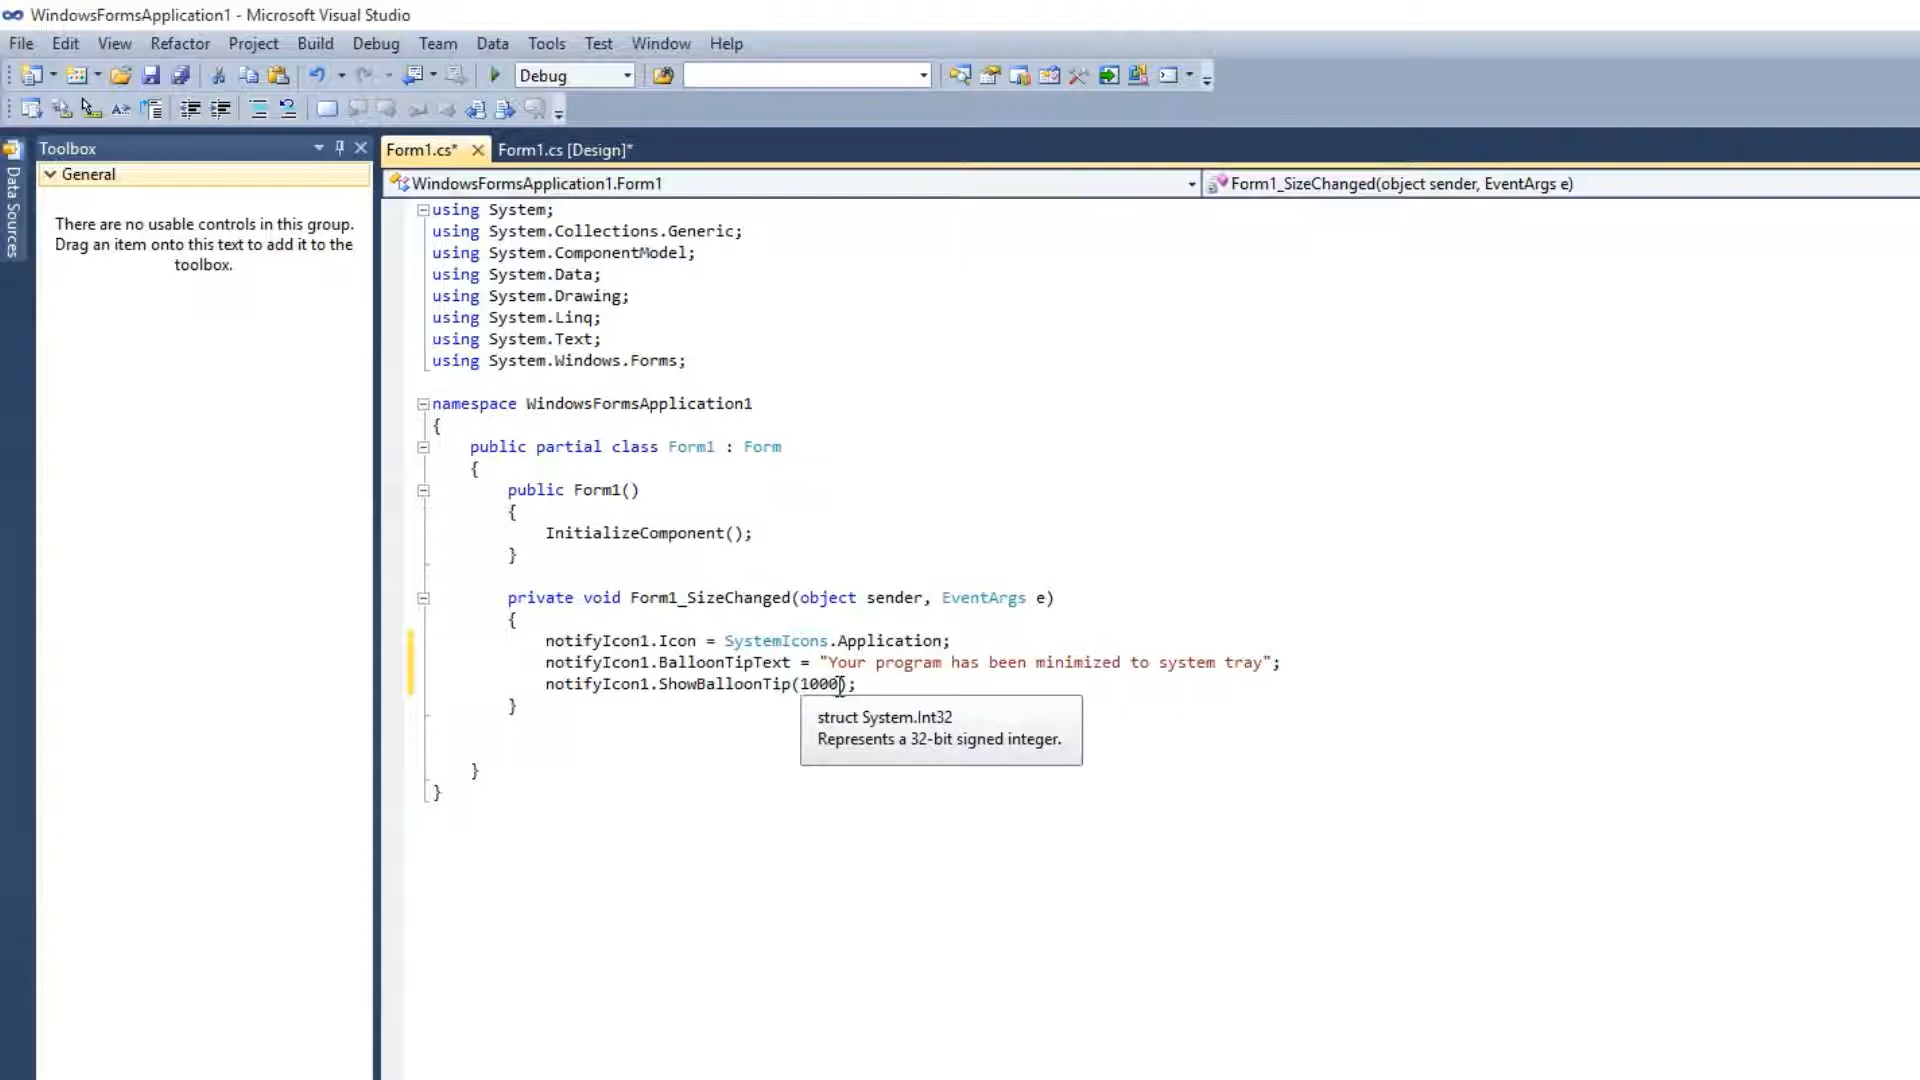 WindowsFormsApplication1 - Microsoft Visual Studio
File Edit View Refactor Project Build Debug Team Data Tools Test Window Help
Debug
Data Sources
Toolbox
General
There are no usable controls in this group.
Drag an item onto this text to add it to the
toolbox.
Form1.cs* Form1.cs [Design]*
WindowsFormsApplication1.Form1 Form1_SizeChanged(object sender, EventArgs e)
using System;
using System.Collections.Generic;
using System.ComponentModel;
using System.Data;
using System.Drawing;
using System.Linq;
using System.Text;
using System.Windows.Forms;
namespace WindowsFormsApplication1
{
public partial class Form1 : Form
{
public Form1()
{
InitializeComponent();
}
private void Form1_SizeChanged(object sender, EventArgs e)
{
notifyIcon1.Icon = SystemIcons.Application;
notifyIcon1.BalloonTipText = "Your program has been minimized to system tray";
notifyIcon1.ShowBalloonTip(1000);
}
struct System.Int32
Represents a 32-bit signed integer.
}
}